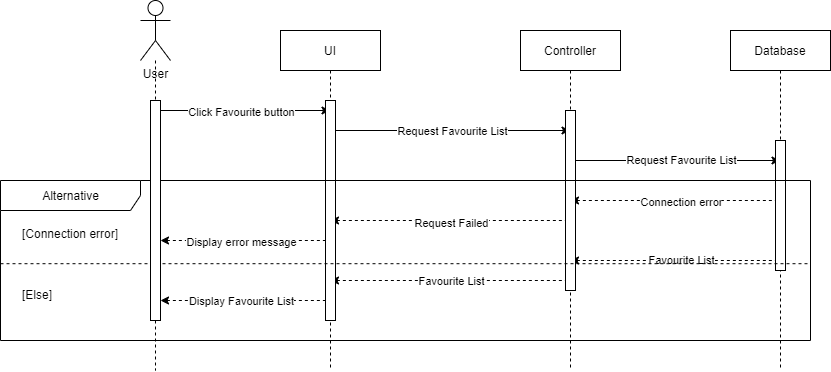 User
UI
Controller
Database
Click Favourite button
Request Favourite List
Request Favourite List
Alternative
[Connection error]
Connection error
Request Failed
Display error message
Favourite List
Favourite List
[Else]
Display Favourite List